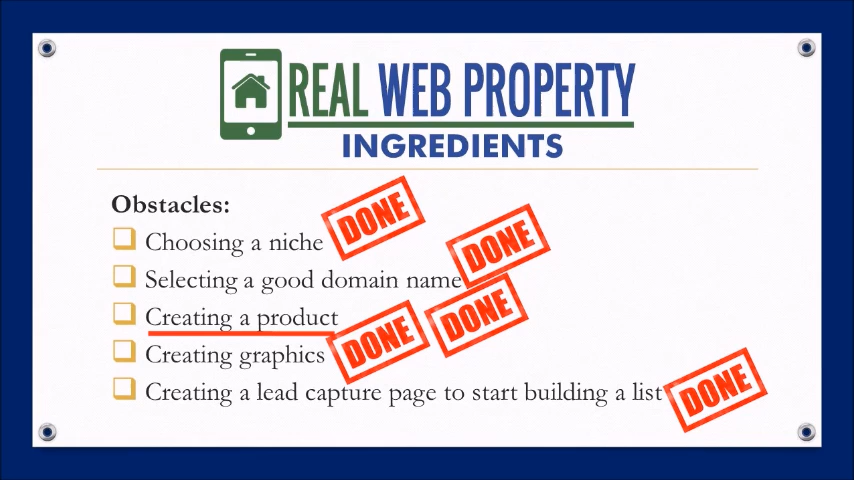 REAL WEB PROPERTY
INGREDIENTS
Obstacles:
Choosing a niche DONE
Selecting a good domain name DONE
Creating a product DONE
Creating graphics DONE
Creating a lead capture page to start building a list DONE